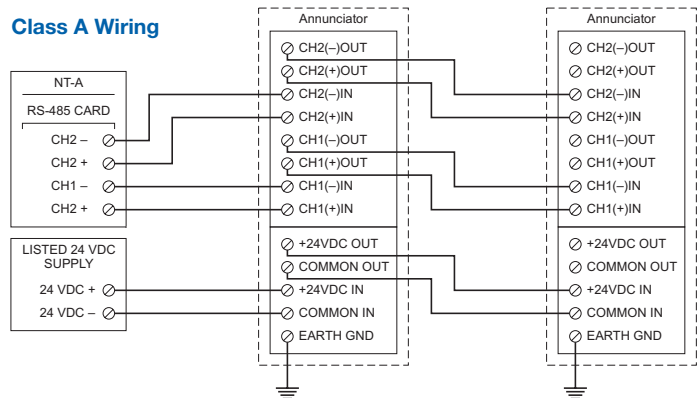 Class A Wiring
NT-A
RS-485 CARD
CH2 –
CH2 +
CH1 –
CH2 +
LISTED 24 VDC
SUPPLY
24 VDC +
24 VDC –
Annunciator
CH2(–)OUT
CH2(+)OUT
CH2(–)IN
CH2(+)IN
CH1(–)OUT
CH1(+)OUT
CH1(–)IN
CH1(+)IN
+24VDC OUT
COMMON OUT
+24VDC IN
COMMON IN
EARTH GND
Annunciator
CH2(–)OUT
CH2(+)OUT
CH2(–)IN
CH2(+)IN
CH1(–)OUT
CH1(+)OUT
CH1(–)IN
CH1(+)IN
+24VDC OUT
COMMON OUT
+24VDC IN
COMMON IN
EARTH GND